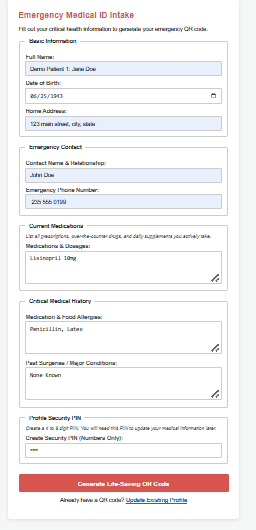 Emergency Medical ID Intake
Fill out your critical health information to generate your emergency QR code.
Basic Information
Full Name:
Demo Patient 1: Jane Doe
Date of Birth:
06/25/1943
Home Address:
123 main street, city, state
Emergency Contact
Contact Name & Relationship:
John Doe
Emergency Phone Number:
235 555 0199
Current Medications
List all prescriptions, over-the-counter drugs, and daily supplements you actively take.
Medications & Dosages:
Lisinopril 10mg
Critical Medical History
Medication & Food Allergies:
Penicillin, Latex
Past Surgeries / Major Conditions:
None Known
Profile Security PIN
Create a 4 to 8 digit PIN. You will need this PIN to update your medical information later.
Create Security PIN (Numbers Only):
••••
Generate Life-Saving QR Code
Already have a QR code? Update Existing Profile